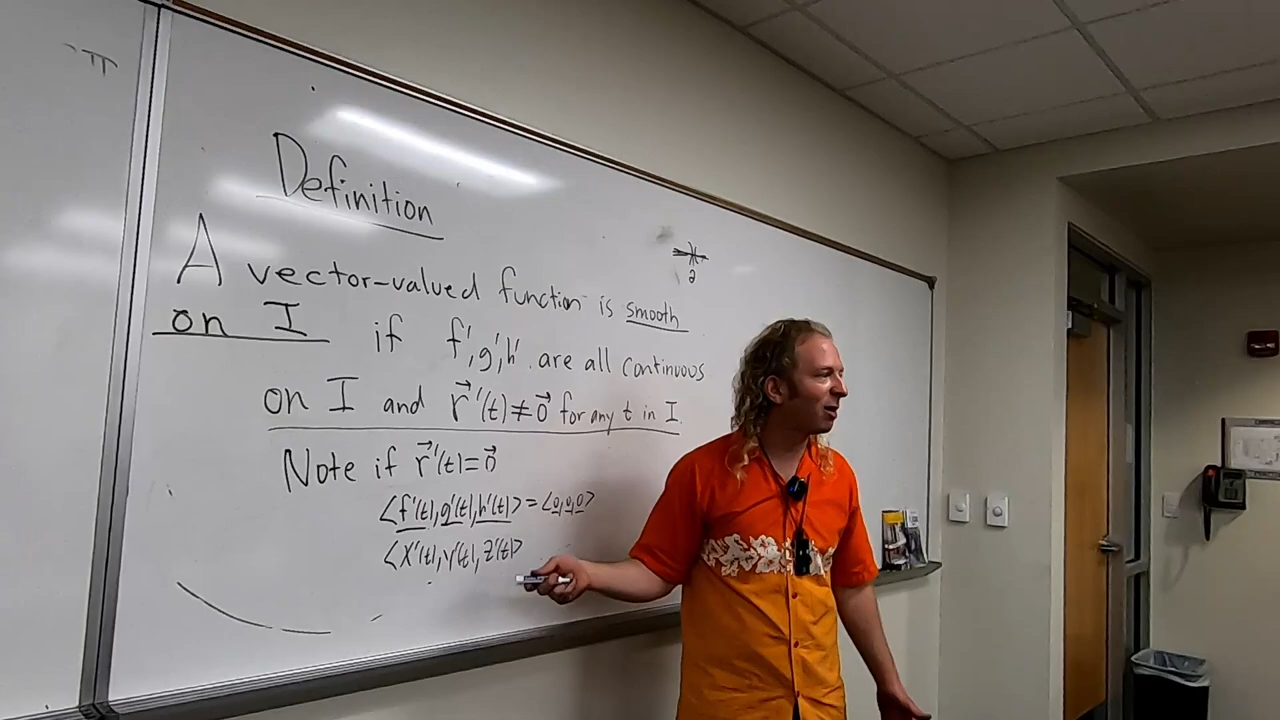 π
Definition
A vector-valued function is smooth
on I if f',g',h' are all continuous
on I and r⃗'(t)≠0⃗ for any t in I.
Note if r⃗'(t)=0⃗
<f'(t),g'(t),h'(t)>=<0,0,0>
<x'(t),y'(t),z'(t)>